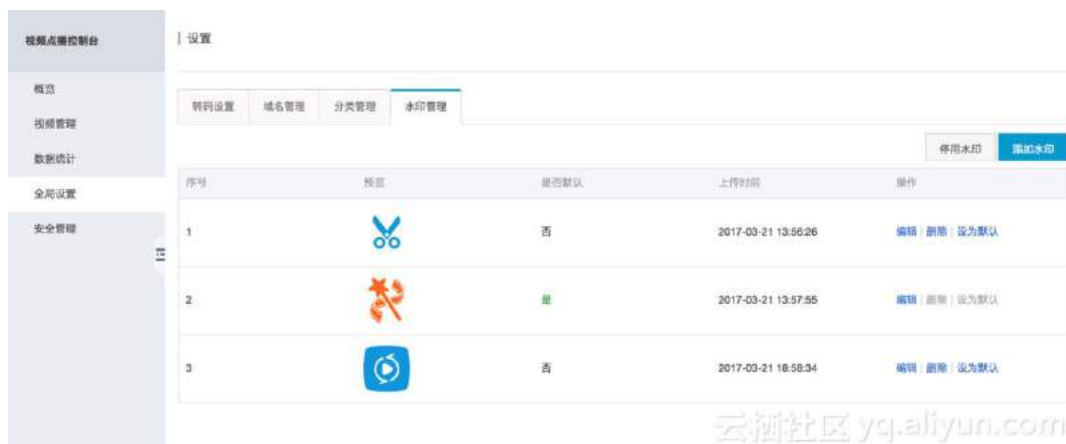 视频点播控制台
概览
视频管理
数据统计
全局设置
安全管理
设置
转码设置 域名管理 分类管理 水印管理
停用水印 添加水印
序号 预览 是否默认 上传时间 操作
1 否 2017-03-21 13:56:26 编辑 | 删除 | 设为默认
2 是 2017-03-21 13:57:55 编辑 | 删除 | 设为默认
3 否 2017-03-21 18:58:34 编辑 | 删除 | 设为默认
云栖社区 yq.aliyun.com